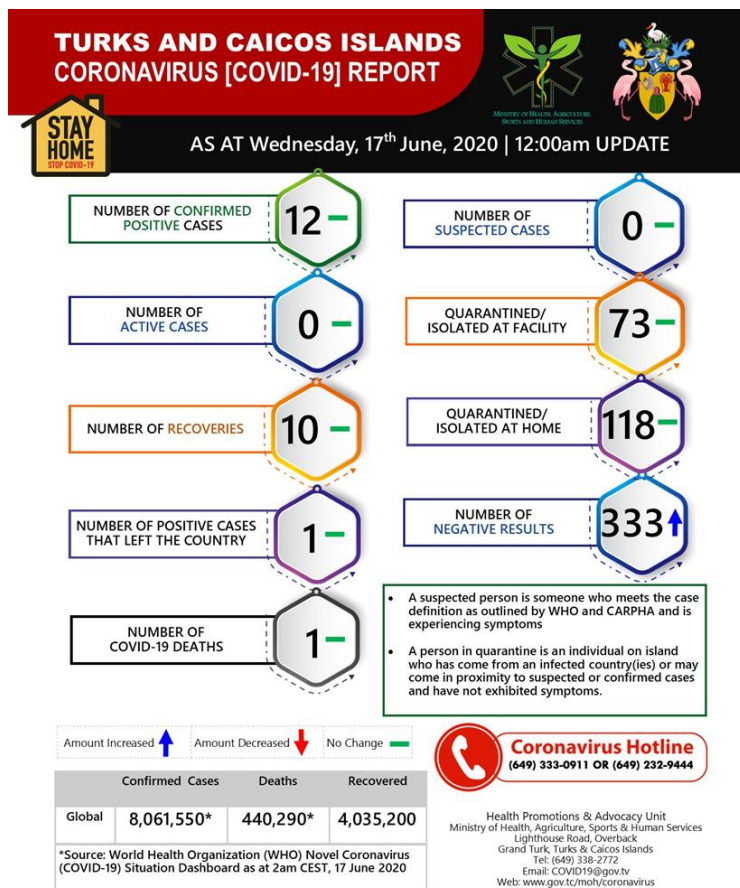 TURKS AND CAICOS ISLANDS
CORONAVIRUS [COVID-19] REPORT
MINISTRY OF HEALTH, AGRICULTURE,
SPORTS AND HUMAN SERVICES
STAY
HOME
STOP COVID-19
AS AT Wednesday, 17th June, 2020 | 12:00am UPDATE
NUMBER OF CONFIRMED
POSITIVE CASES
12
NUMBER OF
ACTIVE CASES
0
NUMBER OF RECOVERIES
10
NUMBER OF POSITIVE CASES
THAT LEFT THE COUNTRY
1
NUMBER OF
COVID-19 DEATHS
1
NUMBER OF
SUSPECTED CASES
0
QUARANTINED/
ISOLATED AT FACILITY
73
QUARANTINED/
ISOLATED AT HOME
118
NUMBER OF
NEGATIVE RESULTS
333
• A suspected person is someone who meets the case
definition as outlined by WHO and CARPHA and is
experiencing symptoms
• A person in quarantine is an individual on island
who has come from an infected country(ies) or may
come in proximity to suspected or confirmed cases
and have not exhibited symptoms.
Amount Increased Amount Decreased No Change
Confirmed Cases Deaths Recovered
Global 8,061,550* 440,290* 4,035,200
*Source: World Health Organization (WHO) Novel Coronavirus
(COVID-19) Situation Dashboard as at 2am CEST, 17 June 2020
Coronavirus Hotline
(649) 333-0911 OR (649) 232-9444
Health Promotions & Advocacy Unit
Ministry of Health, Agriculture, Sports & Human Services
Lighthouse Road, Overback
Grand Turk, Turks & Caicos Islands
Tel: (649) 338-2772
Email: COVID19@gov.tv
Web: www.gov.tc/moh/coronavirus